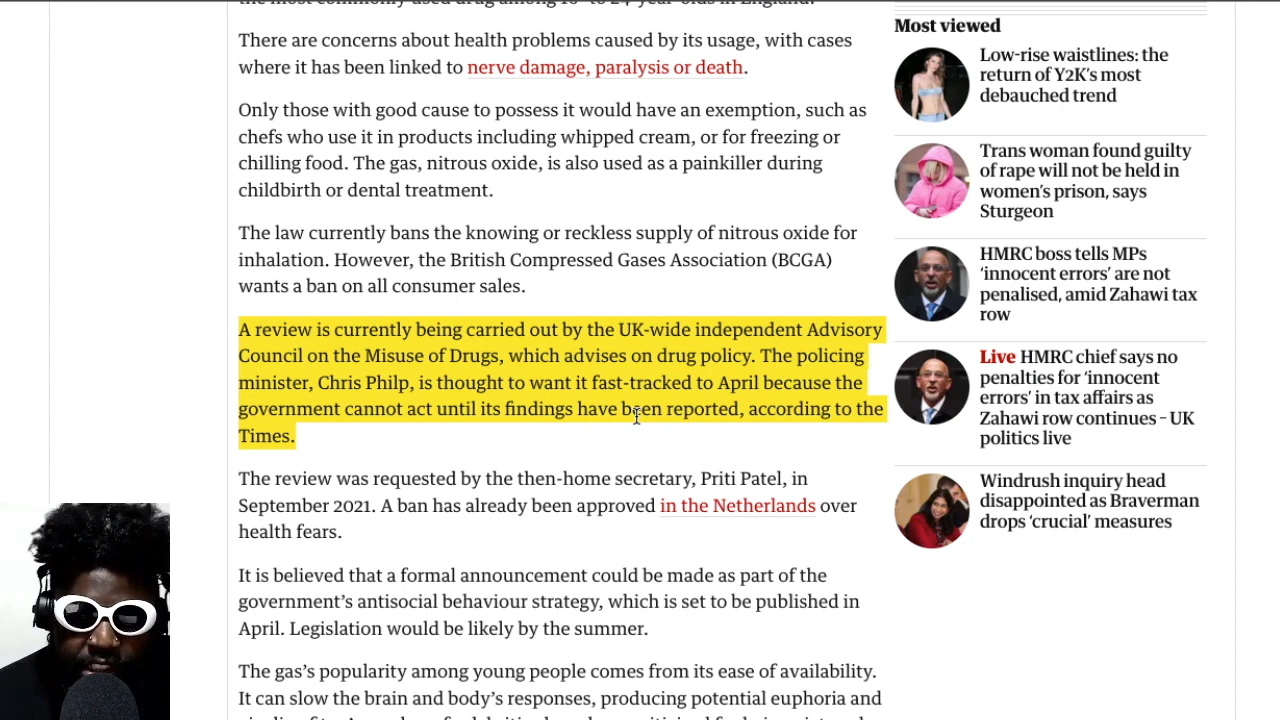 There are concerns about health problems caused by its usage, with cases
where it has been linked to nerve damage, paralysis or death.
Only those with good cause to possess it would have an exemption, such as
chefs who use it in products including whipped cream, or for freezing or
chilling food. The gas, nitrous oxide, is also used as a painkiller during
childbirth or dental treatment.
The law currently bans the knowing or reckless supply of nitrous oxide for
inhalation. However, the British Compressed Gases Association (BCGA)
wants a ban on all consumer sales.
A review is currently being carried out by the UK-wide independent Advisory
Council on the Misuse of Drugs, which advises on drug policy. The policing
minister, Chris Philp, is thought to want it fast-tracked to April because the
government cannot act until its findings have been reported, according to the
Times.
The review was requested by the then-home secretary, Priti Patel, in
September 2021. A ban has already been approved in the Netherlands over
health fears.
It is believed that a formal announcement could be made as part of the
government's antisocial behaviour strategy, which is set to be published in
April. Legislation would be likely by the summer.
The gas's popularity among young people comes from its ease of availability.
It can slow the brain and body's responses, producing potential euphoria and
Most viewed
Low-rise waistlines: the
return of Y2K's most
debauched trend
Trans woman found guilty
of rape will not be held in
women's prison, says
Sturgeon
HMRC boss tells MPs
'innocent errors' are not
penalised, amid Zahawi tax
row
Live HMRC chief says no
penalties for 'innocent
errors' in tax affairs as
Zahawi row continues – UK
politics live
Windrush inquiry head
disappointed as Braverman
drops 'crucial' measures